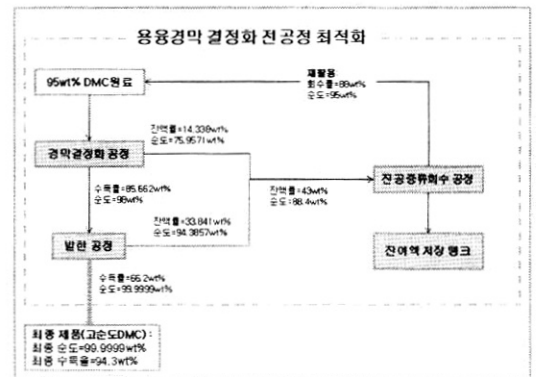 용융경막 결정화 전공정 최적화
95wt% DMC원료
재활용:
회수률=89wt%
순도=95wt%
잔액률=14.338wt%
순도=75.9571wt%
경막결정화 공정
잔액률=43wt%
순도=88.4wt%
진공증류회수 공정
수득률=85.662wt%
순도=98wt%
잔액률=33.841wt%
순도=94.3857wt%
발한 공정
잔여액 저장 탱크
수득률=66.2wt%
순도=99.9999wt%
최종 제품(고순도DMC) :
최종 순도=99.9999wt%
최종 수득률=94.3wt%